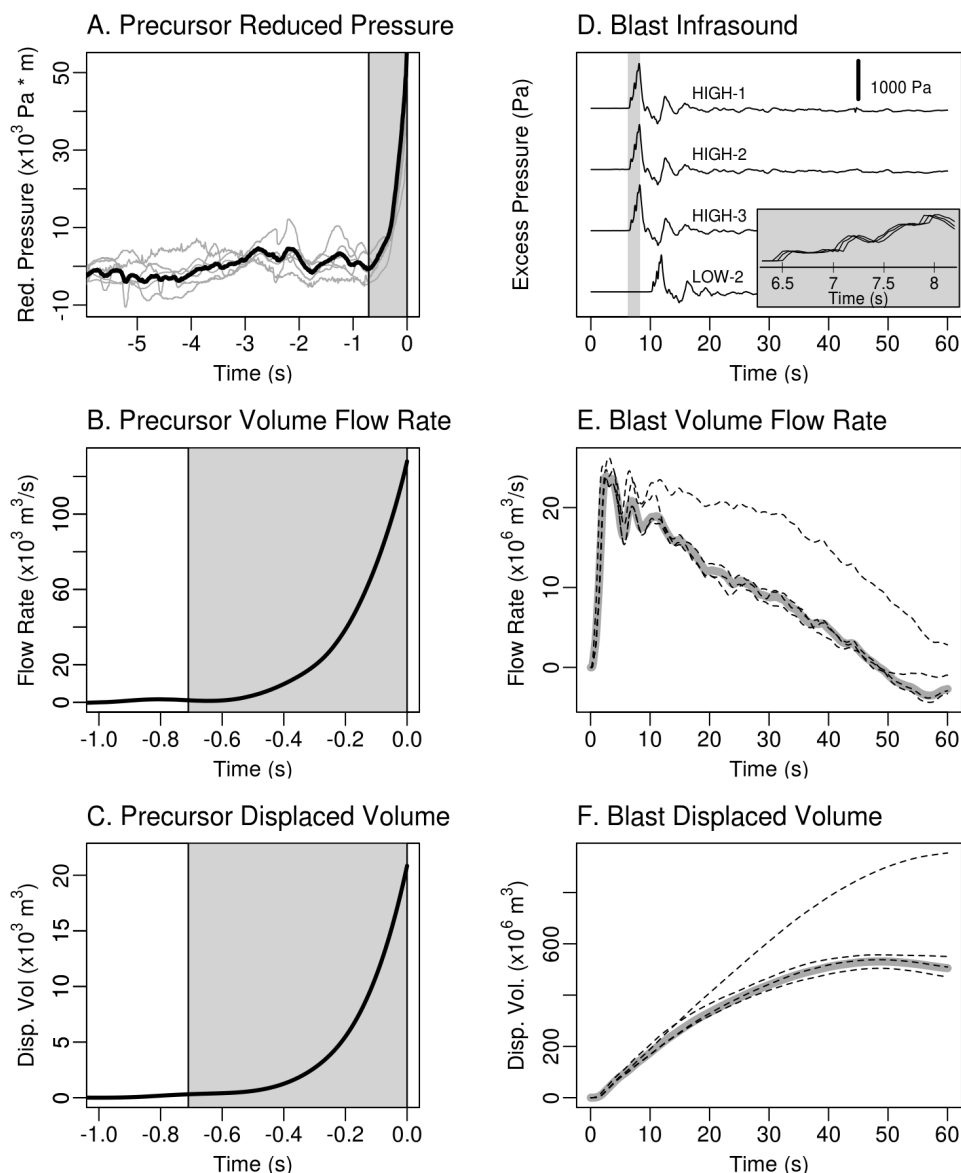 A. Precursor Reduced Pressure
Red. Pressure (x10³ Pa * m)
-10 10 30 50
-5 -4 -3 -2 -1 0
Time (s)
B. Precursor Volume Flow Rate
Flow Rate (x10³ m³/s)
0 20 60 100
-1.0 -0.8 -0.6 -0.4 -0.2 0.0
Time (s)
C. Precursor Displaced Volume
Disp. Vol (x10³ m³)
0 5 10 15 20
-1.0 -0.8 -0.6 -0.4 -0.2 0.0
Time (s)
D. Blast Infrasound
Excess Pressure (Pa)
HIGH-1
1000 Pa
HIGH-2
HIGH-3
LOW-2
6.5 7 7.5 8
Time (s)
0 10 20 30 40 50 60
Time (s)
E. Blast Volume Flow Rate
Flow Rate (x10⁶ m³/s)
0 10 20
0 10 20 30 40 50 60
Time (s)
F. Blast Displaced Volume
Disp. Vol. (x10⁶ m³)
0 200 600
0 10 20 30 40 50 60
Time (s)